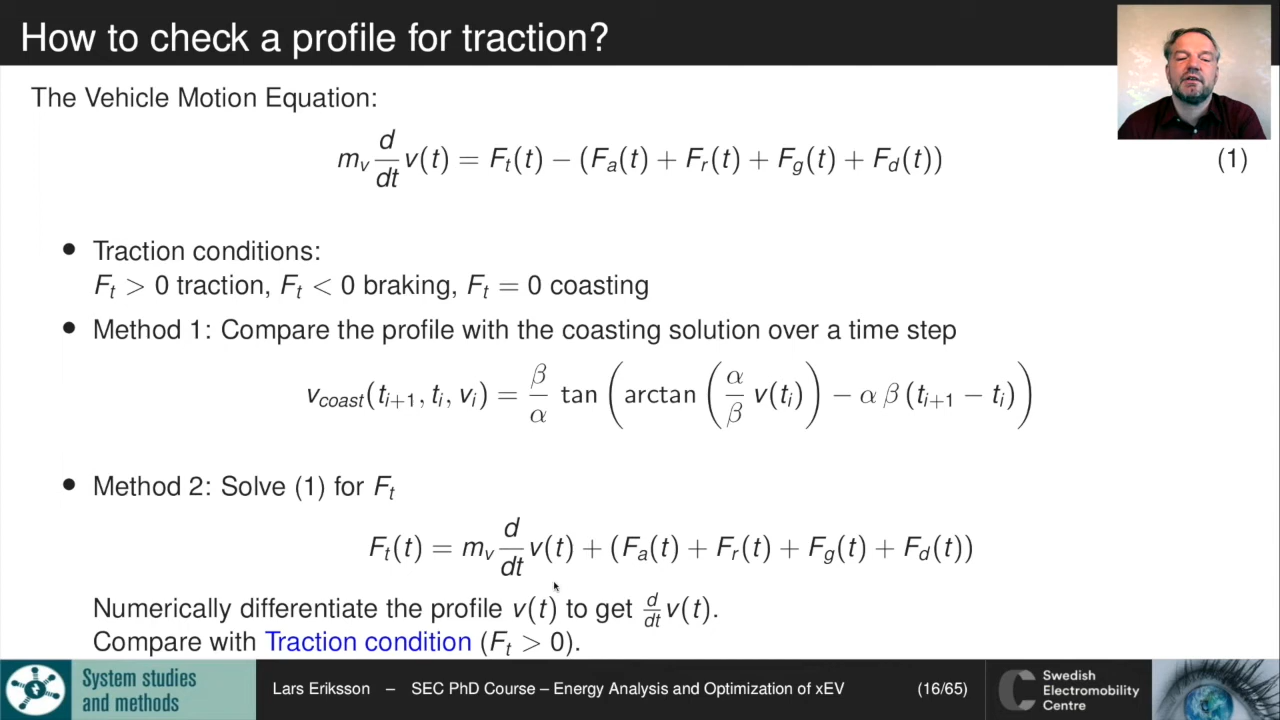 How to check a profile for traction?
The Vehicle Motion Equation:
m_v d/dt v(t) = F_t(t) − (F_a(t) + F_r(t) + F_g(t) + F_d(t)) (1)
• Traction conditions:
F_t > 0 traction, F_t < 0 braking, F_t = 0 coasting
• Method 1: Compare the profile with the coasting solution over a time step
v_coast(t_{i+1}, t_i, v_i) = β/α tan(arctan(α/β v(t_i)) − α β (t_{i+1} − t_i))
• Method 2: Solve (1) for F_t
F_t(t) = m_v d/dt v(t) + (F_a(t) + F_r(t) + F_g(t) + F_d(t))
Numerically differentiate the profile v(t) to get d/dt v(t).
Compare with Traction condition (F_t > 0).
System studies
and methods
Lars Eriksson – SEC PhD Course – Energy Analysis and Optimization of xEV (16/65)
Swedish
Electromobility
Centre